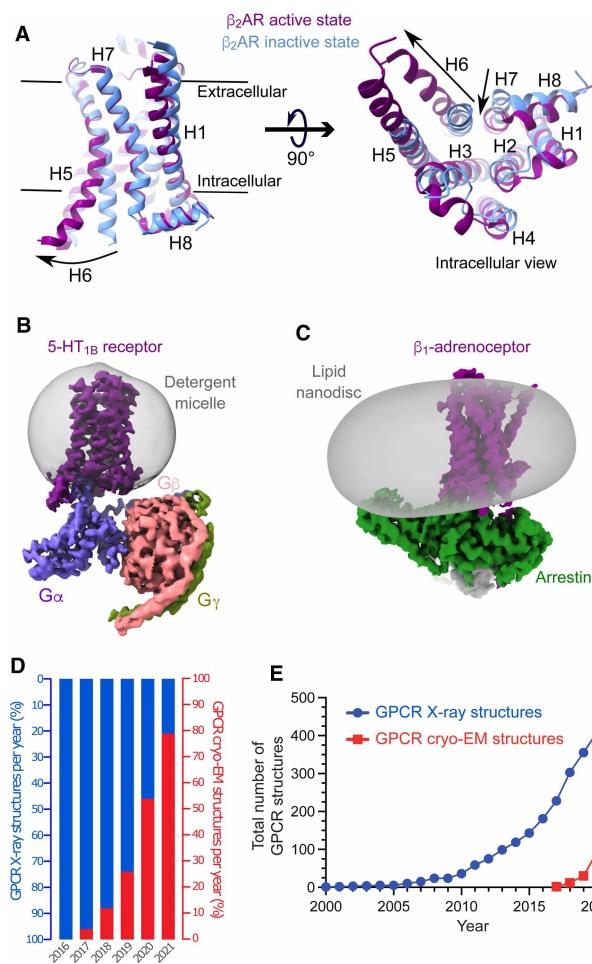 A
β₂AR active state
β₂AR inactive state
H7
Extracellular
H1
H5
Intracellular
H8
H6
90°
H6
H7
H8
H5
H3
H2
H1
H4
Intracellular view
B
5-HT₁B receptor
Detergent
micelle
Gβ
Gα
Gγ
C
β₁-adrenoceptor
Lipid
nanodisc
Arrestin
D
GPCR X-ray structures per year (%)
0
10
20
30
40
50
60
70
80
90
100
100
90
80
70
60
50
40
30
20
10
0
GPCR cryo-EM structures per year (%)
2016
2017
2018
2019
2020
2021
E
Total number of
GPCR structures
500
400
300
200
100
0
GPCR X-ray structures
GPCR cryo-EM structures
2000
2005
2010
2015
Year